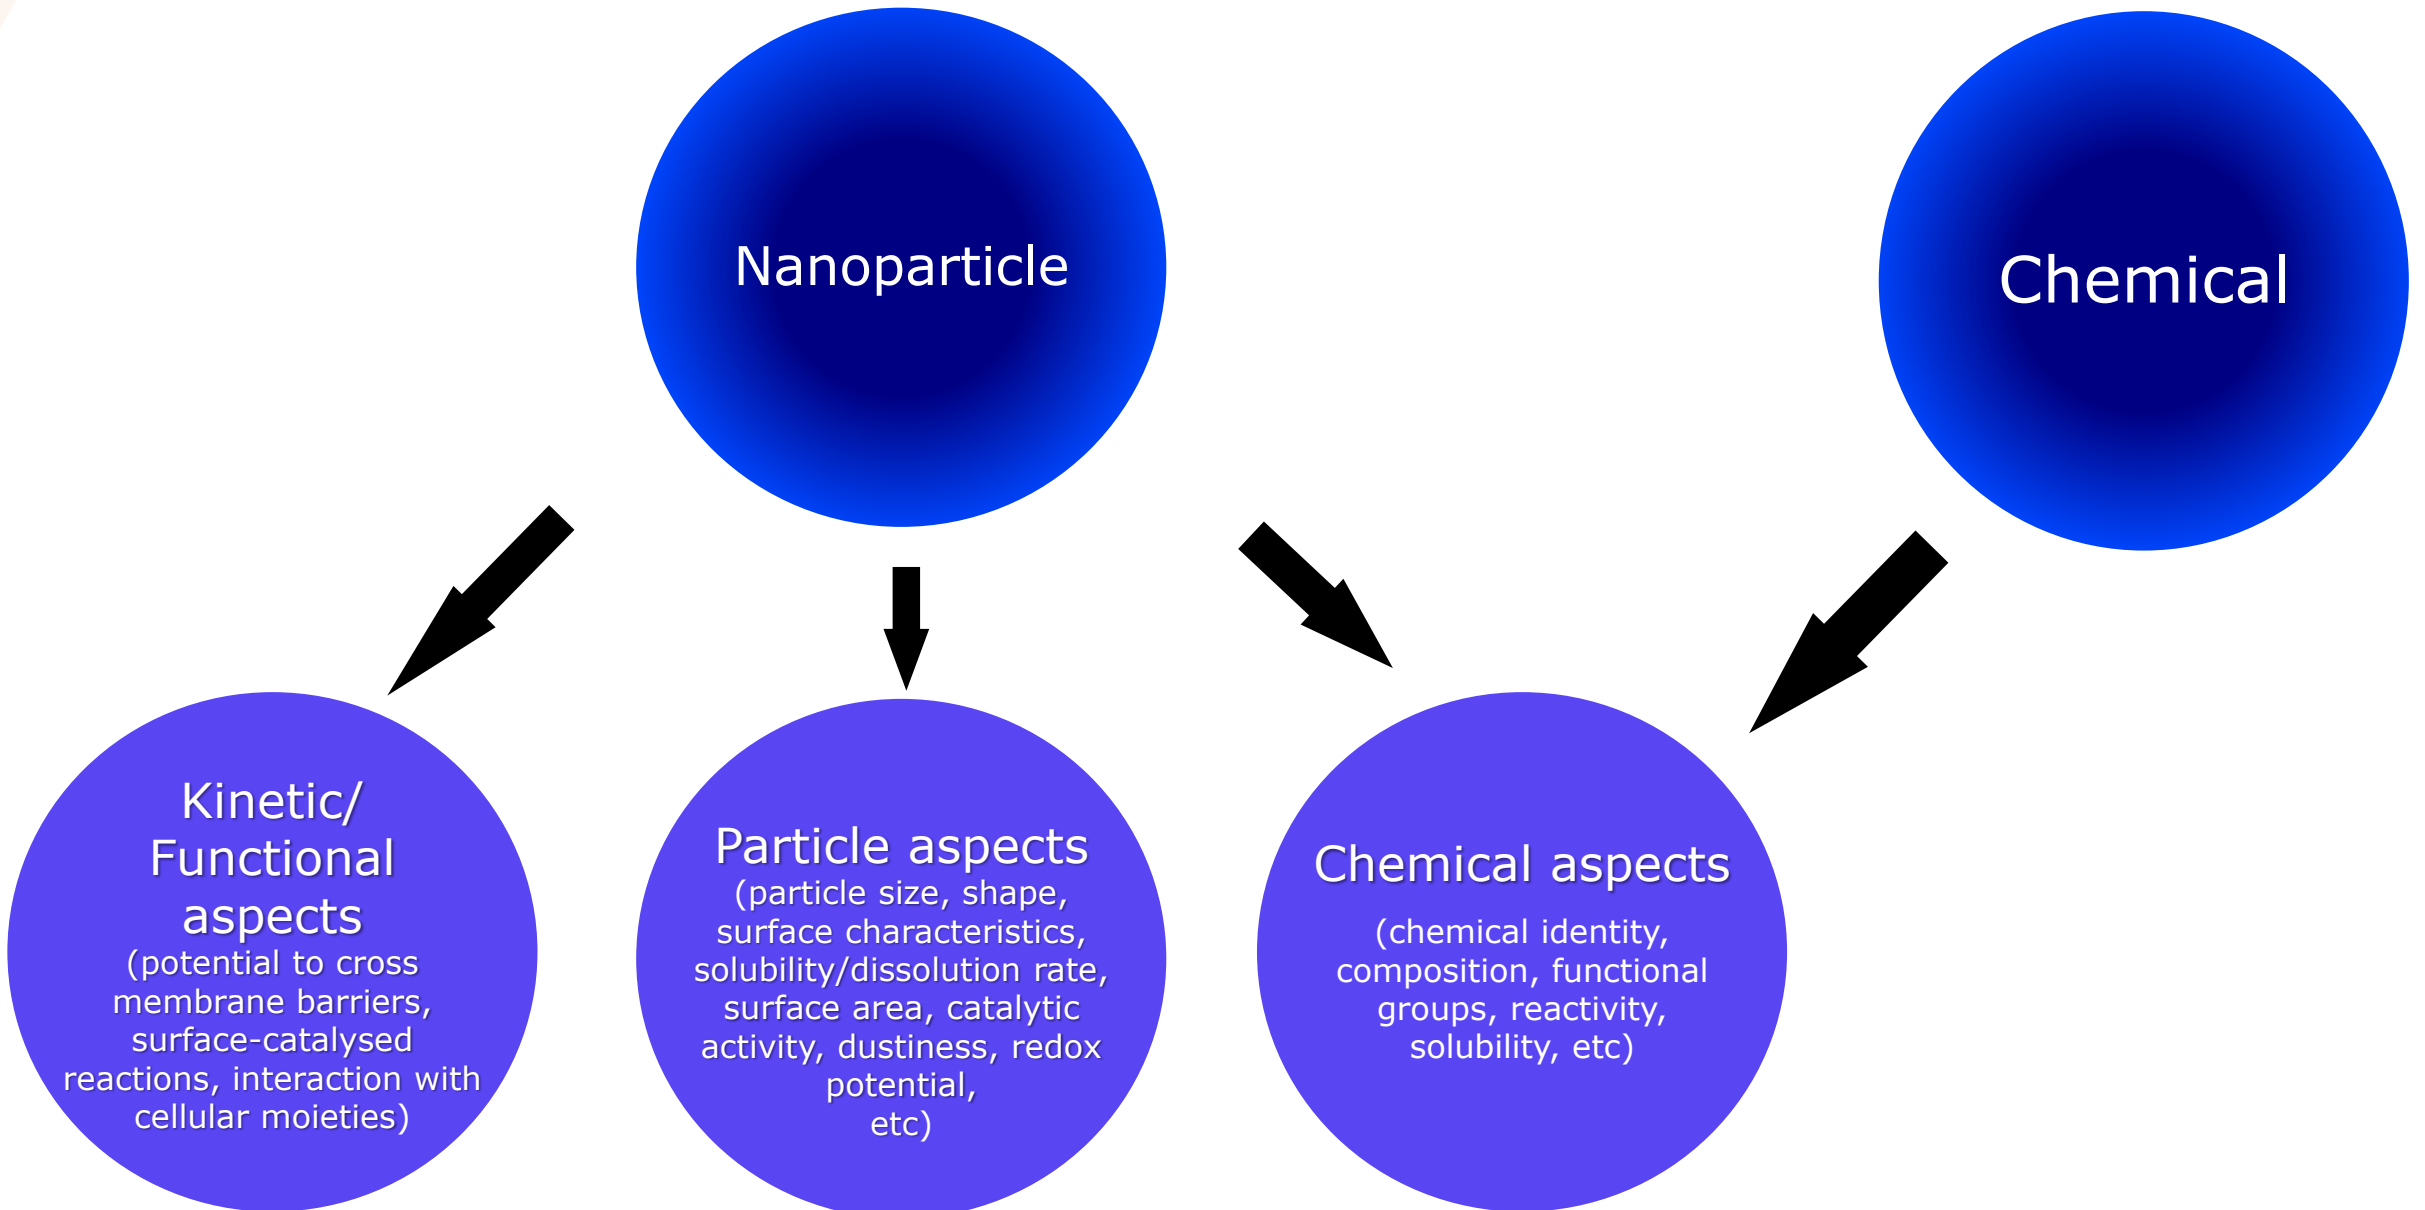 Nanoparticle
Chemical
Kinetic/
Functional
aspects
(potential to cross
membrane barriers,
surface-catalysed
reactions, interaction with
cellular moieties)
Particle aspects
(particle size, shape,
surface characteristics,
solubility/dissolution rate,
surface area, catalytic
activity, dustiness, redox
potential,
etc)
Chemical aspects
(chemical identity,
composition, functional
groups, reactivity,
solubility, etc)